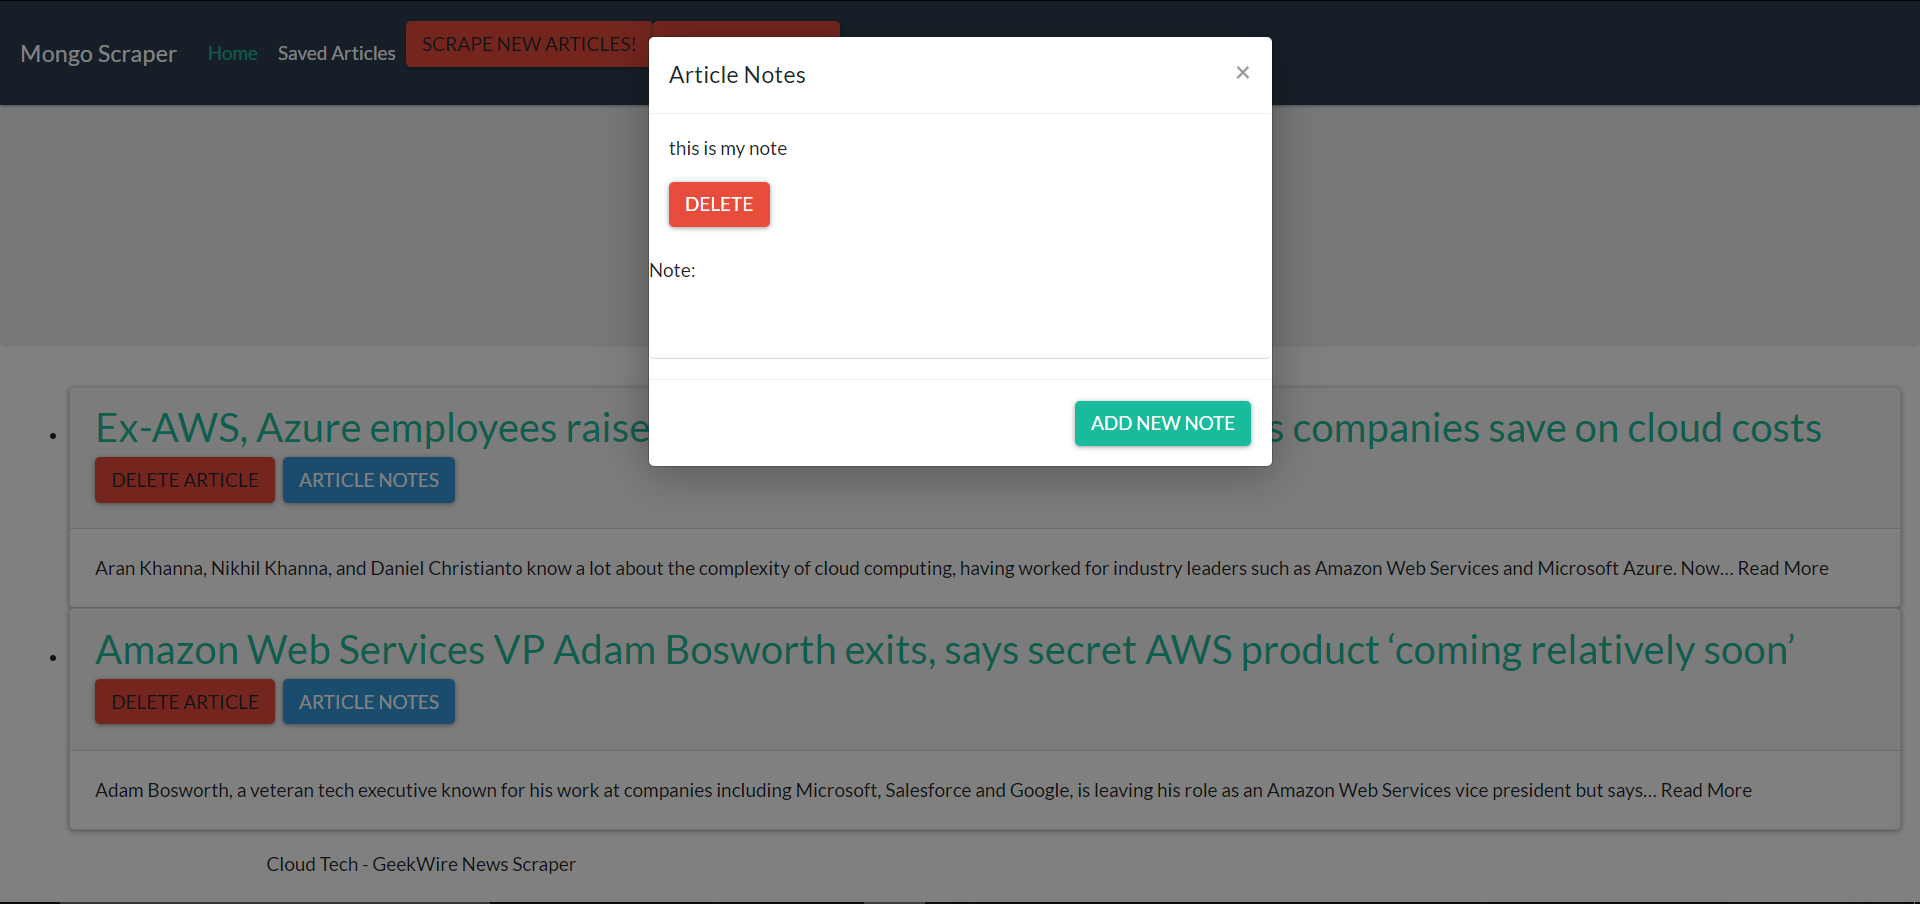 Mongo Scraper Home Saved Articles SCRAPE NEW ARTICLES!
Article Notes ×
this is my note
DELETE
Note:
ADD NEW NOTE
Ex-AWS, Azure employees raise s companies save on cloud costs
DELETE ARTICLE ARTICLE NOTES
Aran Khanna, Nikhil Khanna, and Daniel Christianto know a lot about the complexity of cloud computing, having worked for industry leaders such as Amazon Web Services and Microsoft Azure. Now… Read More
Amazon Web Services VP Adam Bosworth exits, says secret AWS product ‘coming relatively soon’
DELETE ARTICLE ARTICLE NOTES
Adam Bosworth, a veteran tech executive known for his work at companies including Microsoft, Salesforce and Google, is leaving his role as an Amazon Web Services vice president but says… Read More
Cloud Tech - GeekWire News Scraper